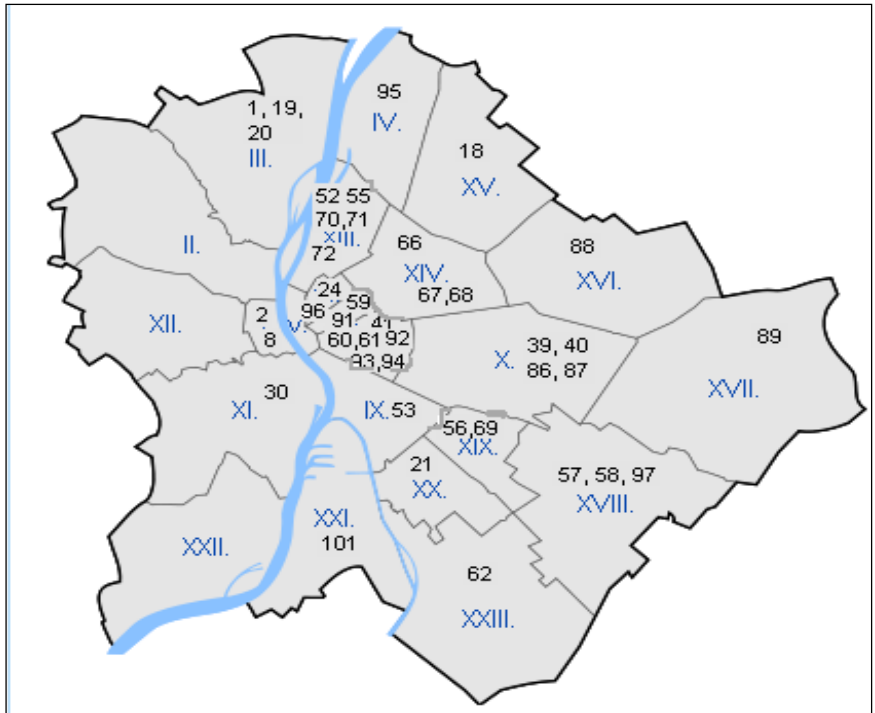 95
1, 19,
20
IV.
III.
18
XV.
52 55
70,71
XIII.
72
66
XIV.
67,68
88
XVI.
II.
XII.
24
59
2
V.
96
91
41
8
60,61
92
93,94
X.
39, 40
86, 87
89
XVII.
30
XI.
IX.
53
56,69
XIX.
21
XX.
57, 58, 97
XVIII.
XXII.
XXI.
101
62
XXIII.